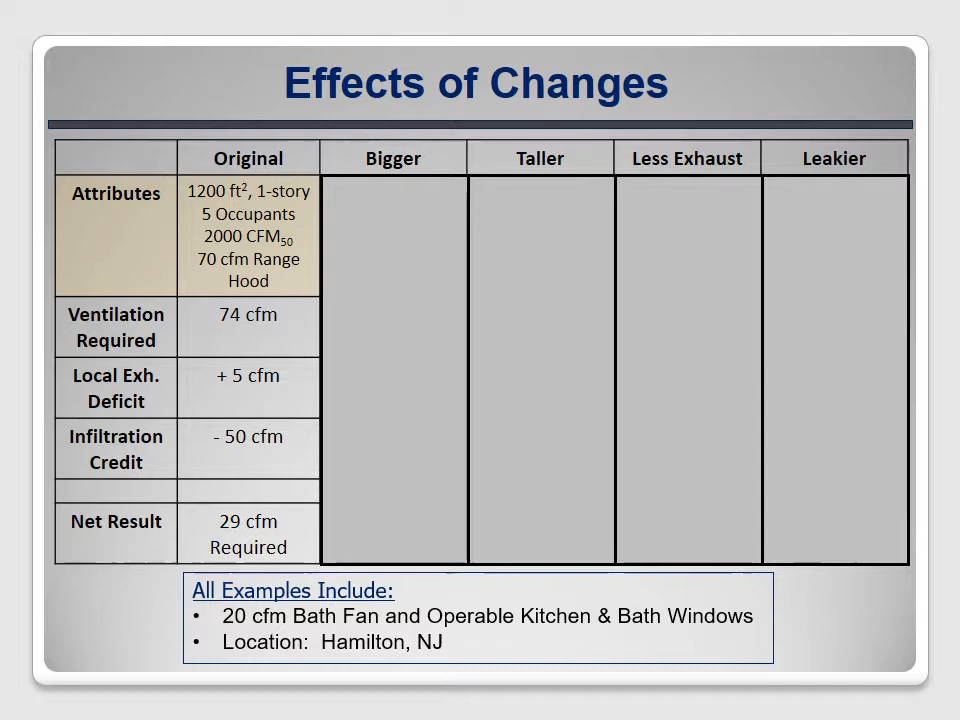 Effects of Changes
Original Bigger Taller Less Exhaust Leakier
Attributes
1200 ft², 1-story
5 Occupants
2000 CFM₅₀
70 cfm Range
Hood
Ventilation
Required
74 cfm
Local Exh.
Deficit
+ 5 cfm
Infiltration
Credit
- 50 cfm
Net Result
29 cfm
Required
All Examples Include:
• 20 cfm Bath Fan and Operable Kitchen & Bath Windows
• Location: Hamilton, NJ